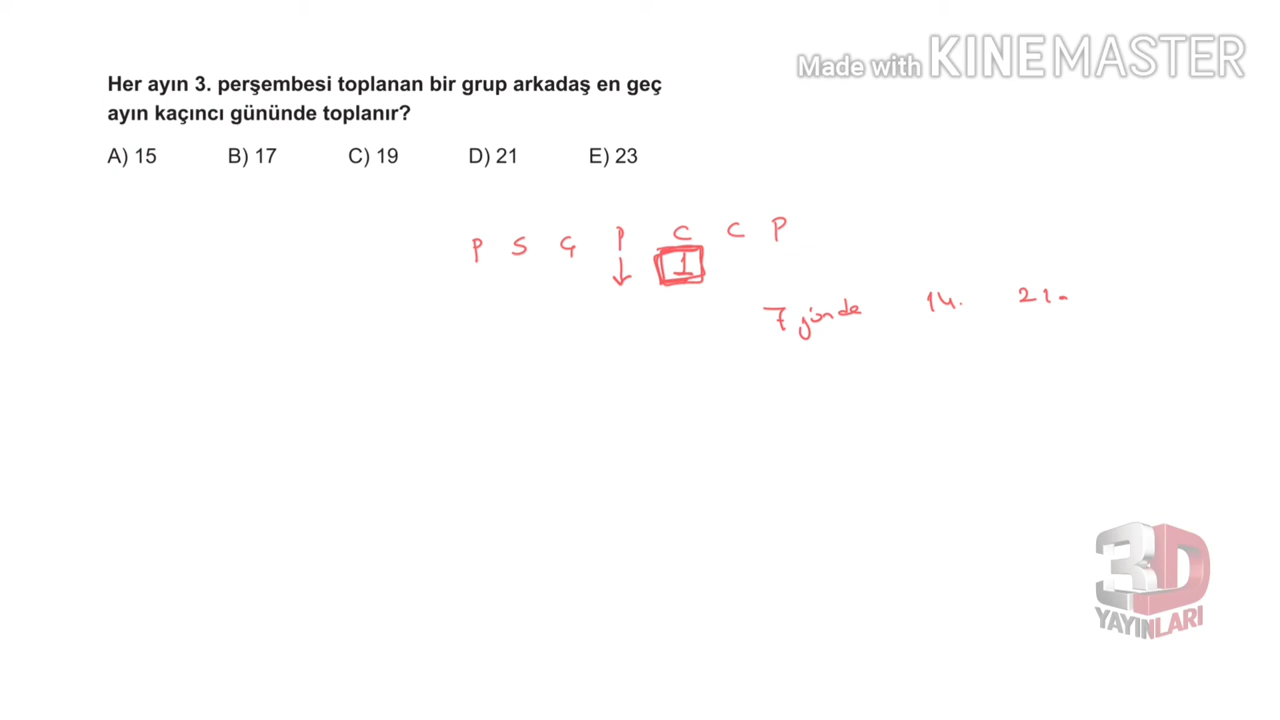 Made with KINEMASTER
Her ayın 3. perşembesi toplanan bir grup arkadaş en geç
ayın kaçıncı gününde toplanır?
A) 15 B) 17 C) 19 D) 21 E) 23
P S Ç P C C P
1
7 günde 14. 21.
3D
YAYINLARI